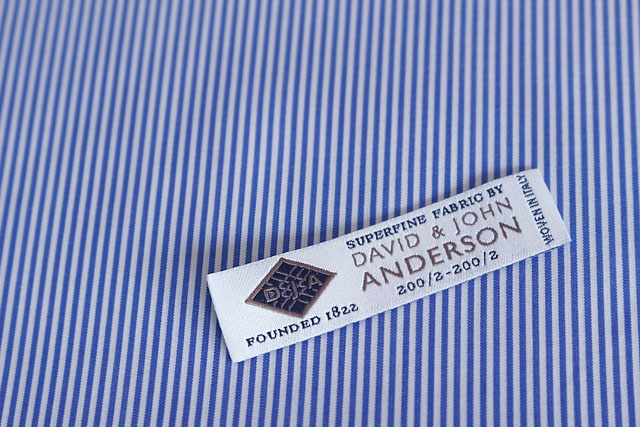 SUPERFINE FABRIC BY
DAVID & JOHN
ANDERSON
200/2-200/2
WOVEN IN ITALY
D J A
FOUNDED 1822